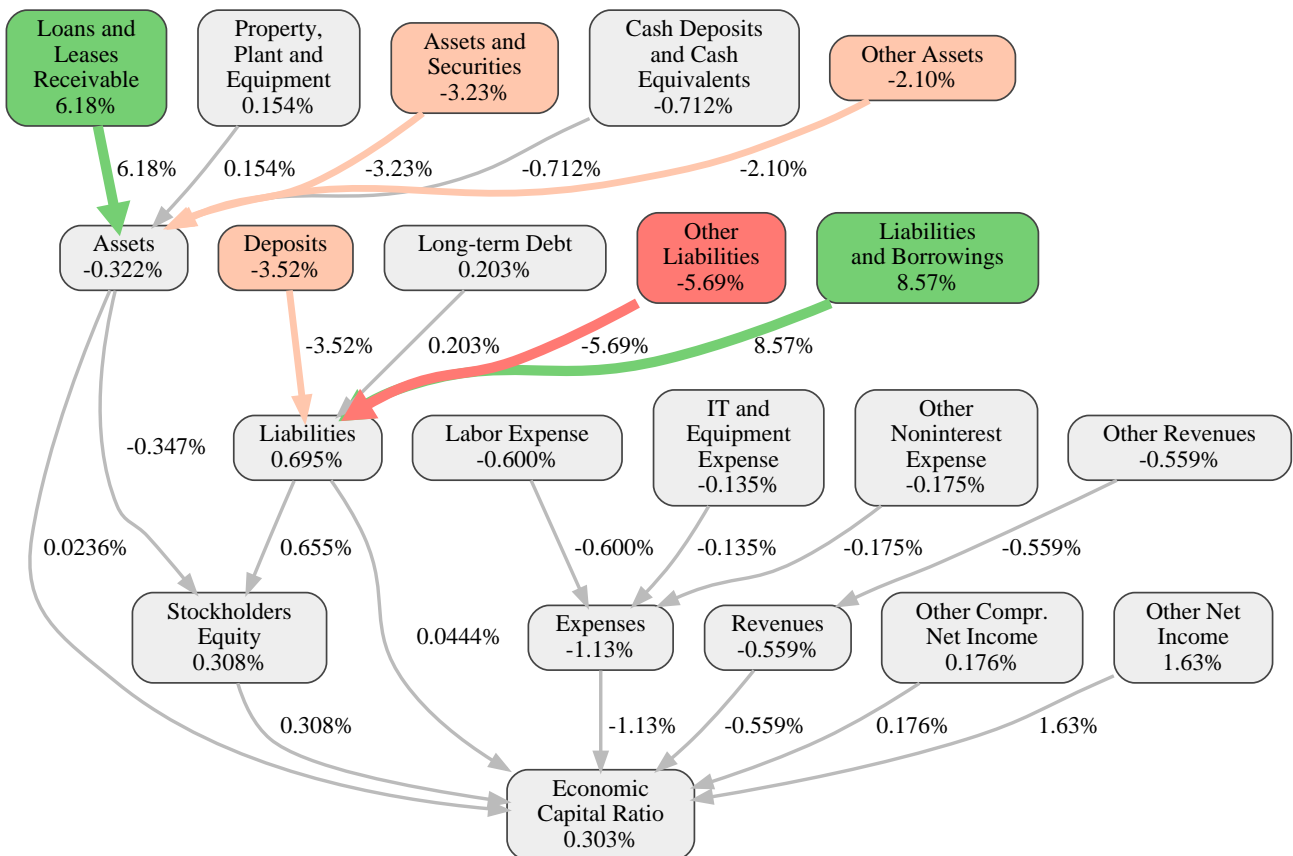 Loans and
Leases
Receivable
6.18%
Property,
Plant and
Equipment
0.154%
Assets and
Securities
-3.23%
Cash Deposits
and Cash
Equivalents
-0.712%
Other Assets
-2.10%
6.18%
0.154%
-3.23%
-0.712%
-2.10%
Assets
-0.322%
Deposits
-3.52%
Long-term Debt
0.203%
Other
Liabilities
-5.69%
Liabilities
and Borrowings
8.57%
-3.52%
0.203%
-5.69%
8.57%
Liabilities
0.695%
Labor Expense
-0.600%
IT and
Equipment
Expense
-0.135%
Other
Noninterest
Expense
-0.175%
Other Revenues
-0.559%
-0.347%
0.0236%
0.655%
-0.600%
-0.135%
-0.175%
-0.559%
Stockholders
Equity
0.308%
0.0444%
Expenses
-1.13%
Revenues
-0.559%
Other Compr.
Net Income
0.176%
Other Net
Income
1.63%
0.308%
-1.13%
-0.559%
0.176%
1.63%
Economic
Capital Ratio
0.303%